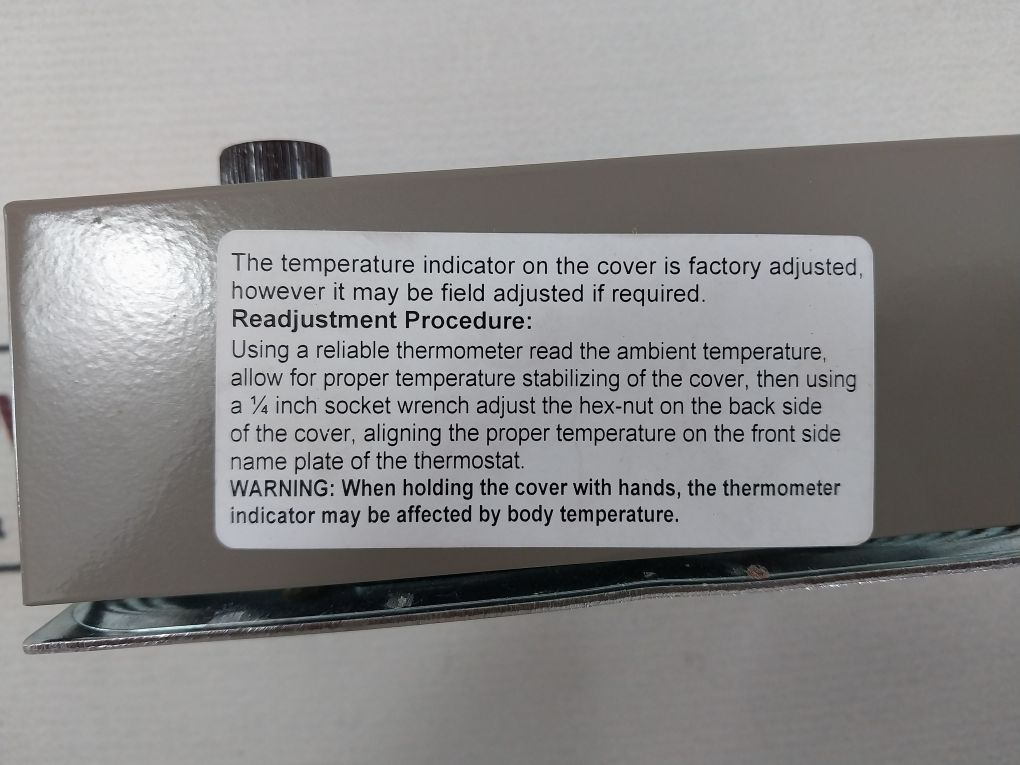 The temperature indicator on the cover is factory adjusted,
however it may be field adjusted if required.
Readjustment Procedure:
Using a reliable thermometer read the ambient temperature,
allow for proper temperature stabilizing of the cover, then using
a ¼ inch socket wrench adjust the hex-nut on the back side
of the cover, aligning the proper temperature on the front side
name plate of the thermostat.
WARNING: When holding the cover with hands, the thermometer
indicator may be affected by body temperature.